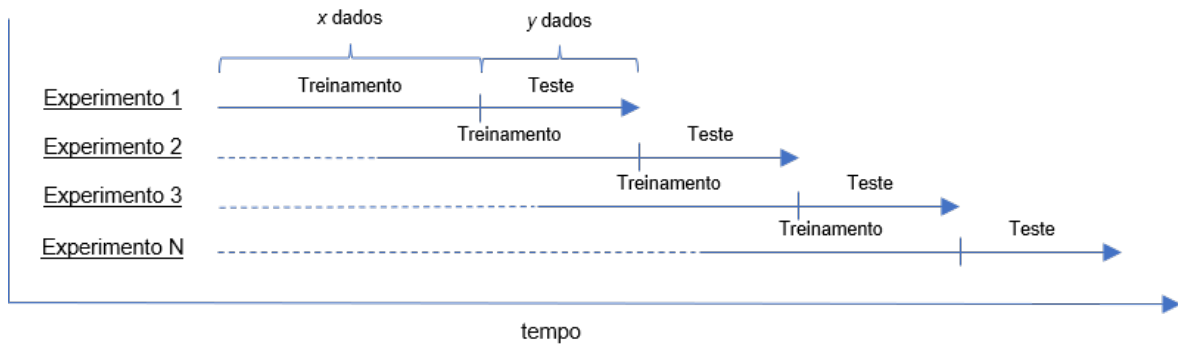 x dados
y dados
Treinamento
Teste
Experimento 1
Treinamento
Teste
Experimento 2
Treinamento
Teste
Experimento 3
Treinamento
Teste
Experimento N
tempo